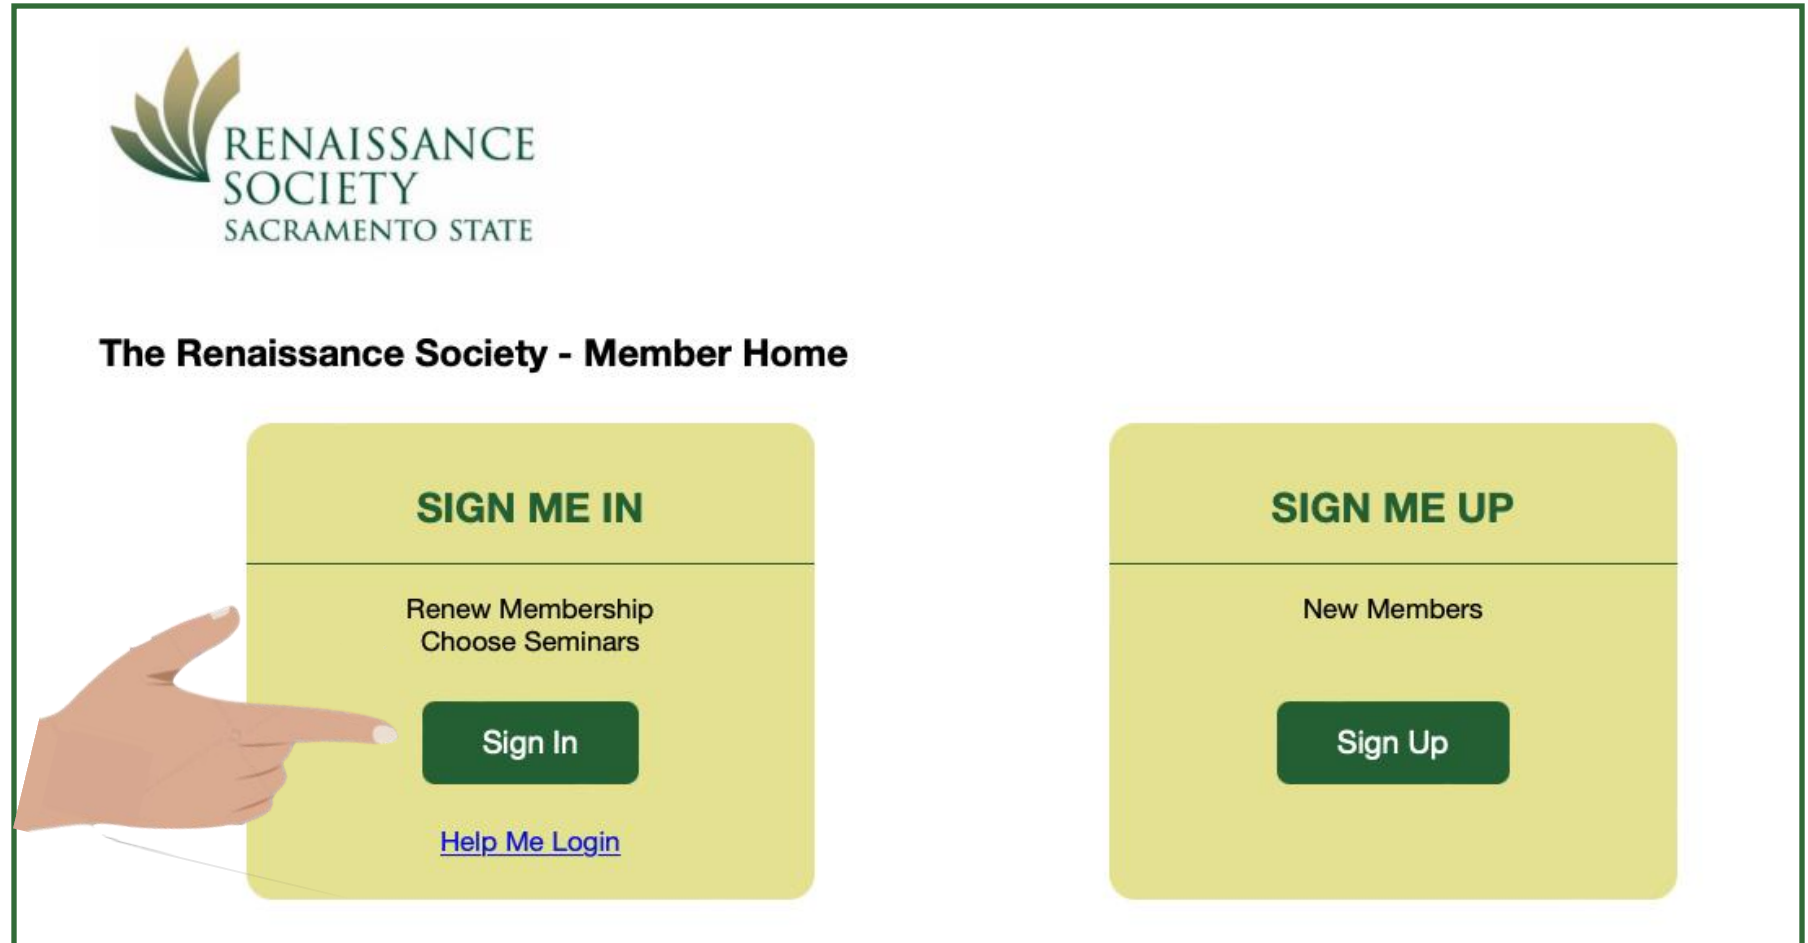 RENAISSANCE
SOCIETY
SACRAMENTO STATE
The Renaissance Society - Member Home
SIGN ME IN
Renew Membership
Choose Seminars
Sign In
Help Me Login
SIGN ME UP
New Members
Sign Up